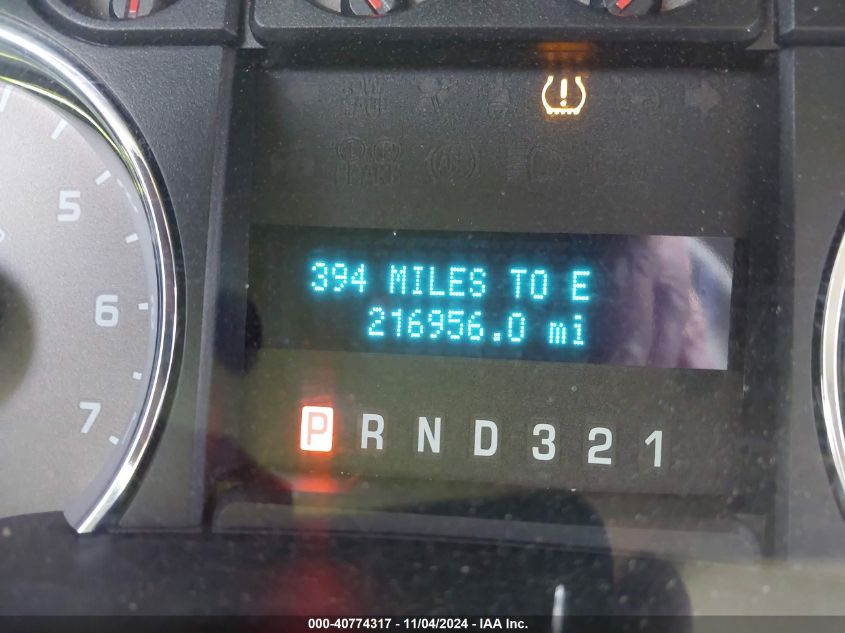 5
6
7
394 MILES TO E
216956.0 mi
P R N D 3 2 1
000-40774317 - 11/04/2024 - IAA Inc.